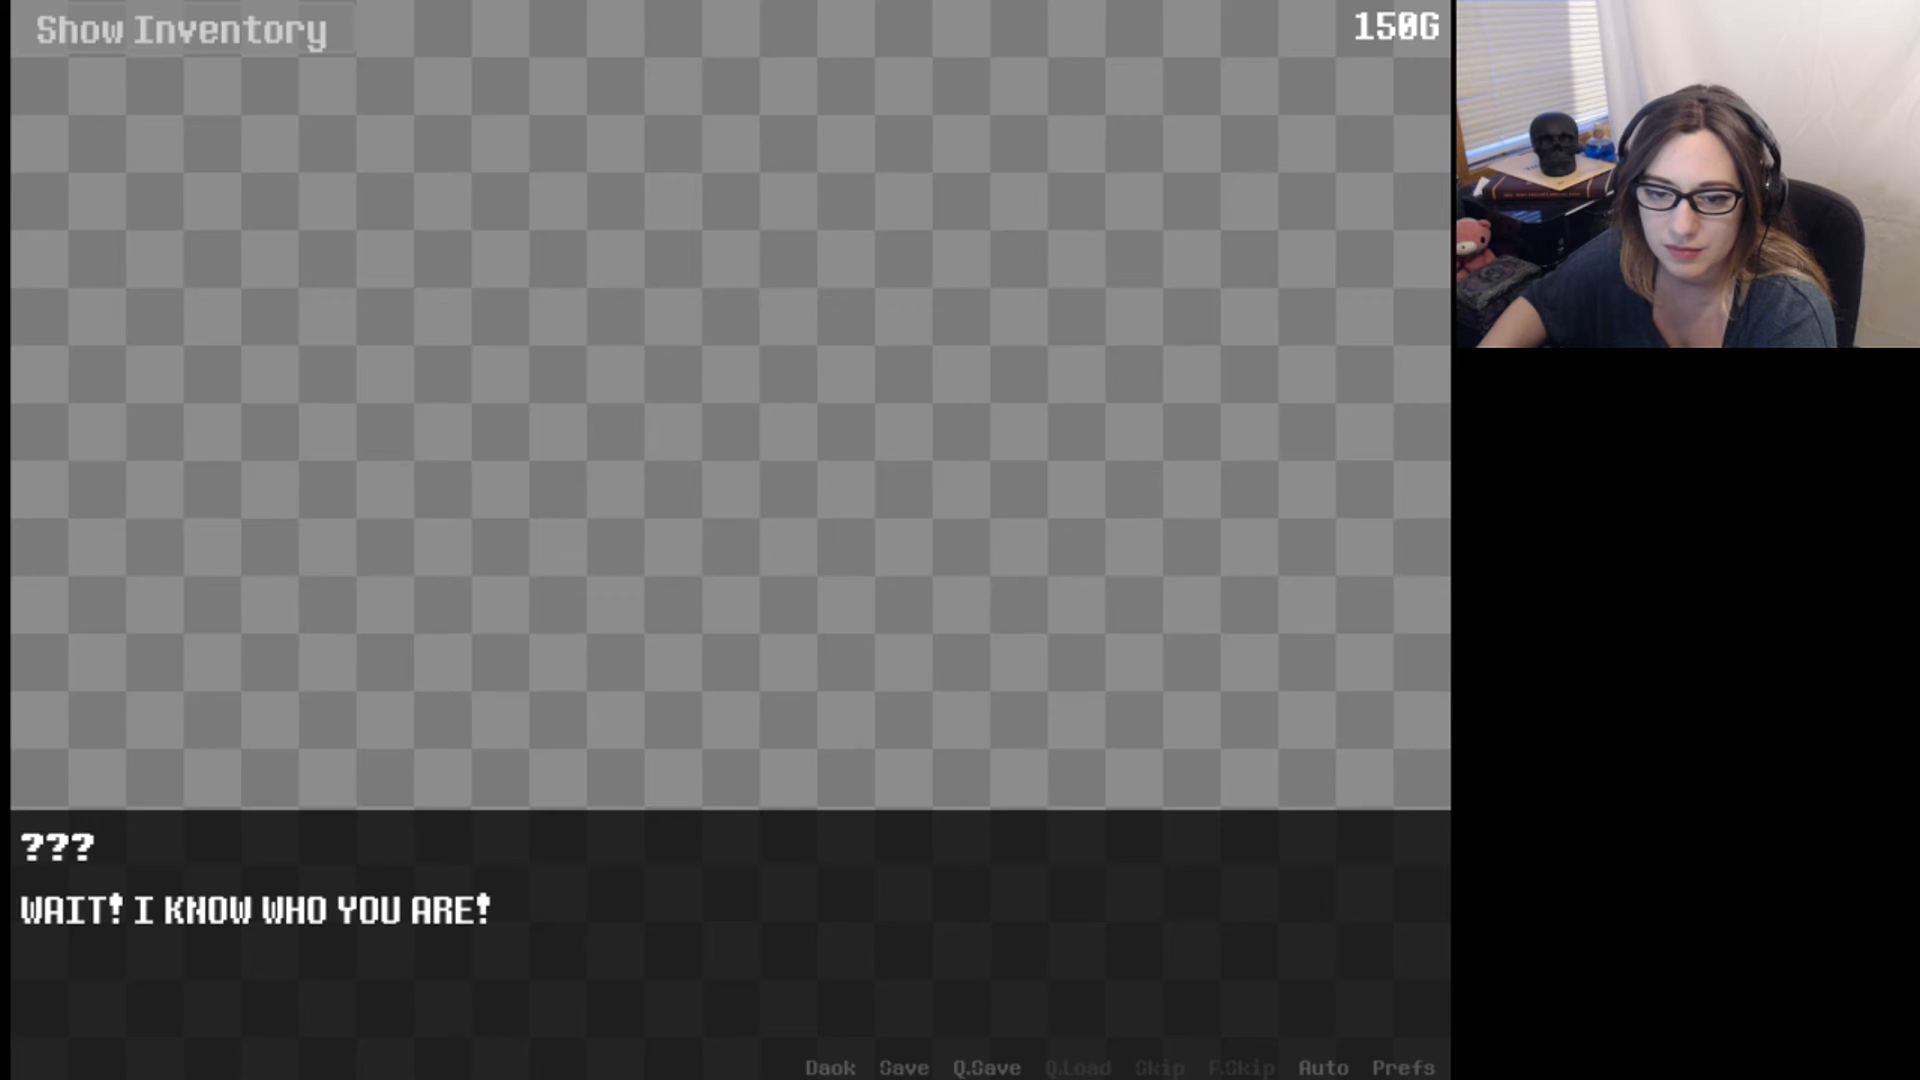 Show Inventory
150G
???
WAIT! I KNOW WHO YOU ARE!
Back Save Q.Save Q.Load Skip F.Skip Auto Prefs